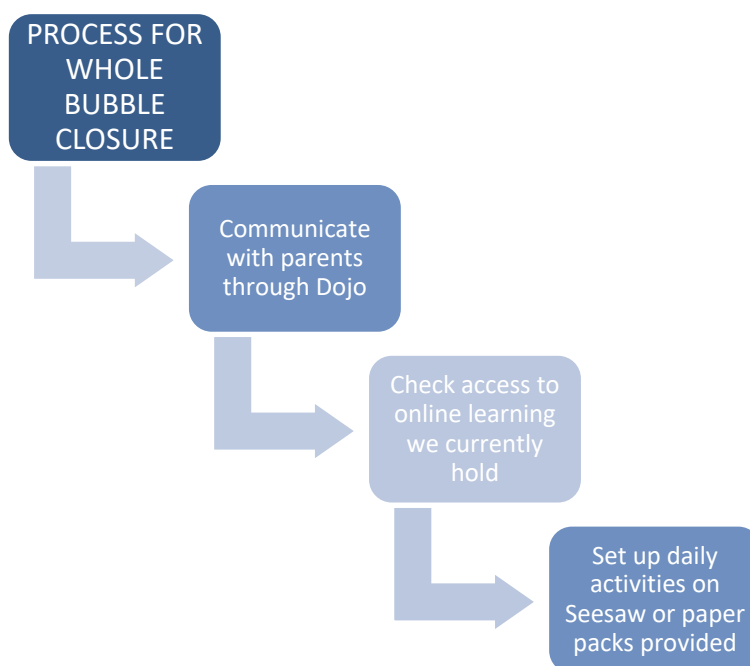 PROCESS FOR
WHOLE
BUBBLE
CLOSURE
Communicate
with parents
through Dojo
Check access to
online learning
we currently
hold
Set up daily
activities on
Seesaw or paper
packs provided